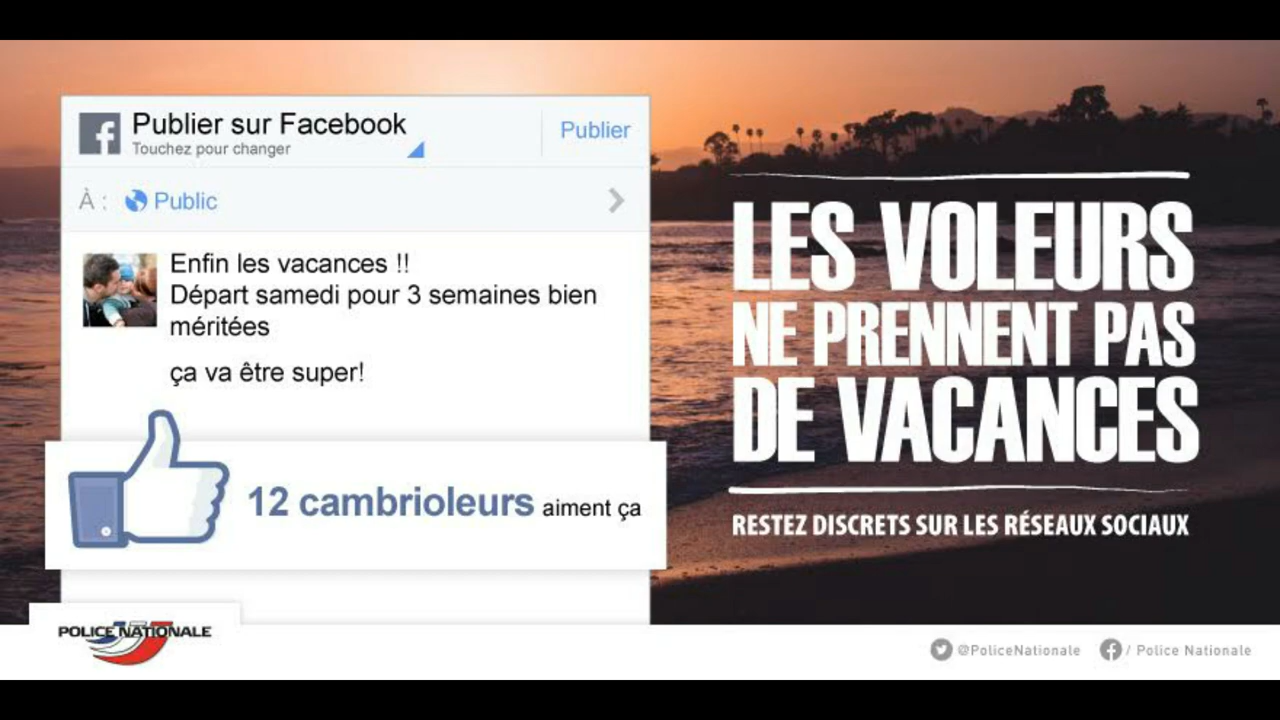 Publier sur Facebook
Touchez pour changer
Publier
À : Public
Enfin les vacances !!
Départ samedi pour 3 semaines bien
méritées
ça va être super!
12 cambrioleurs aiment ça
LES VOLEURS
NE PRENNENT PAS
DE VACANCES
RESTEZ DISCRETS SUR LES RÉSEAUX SOCIAUX
POLICE NATIONALE
@PoliceNationale
/ Police Nationale